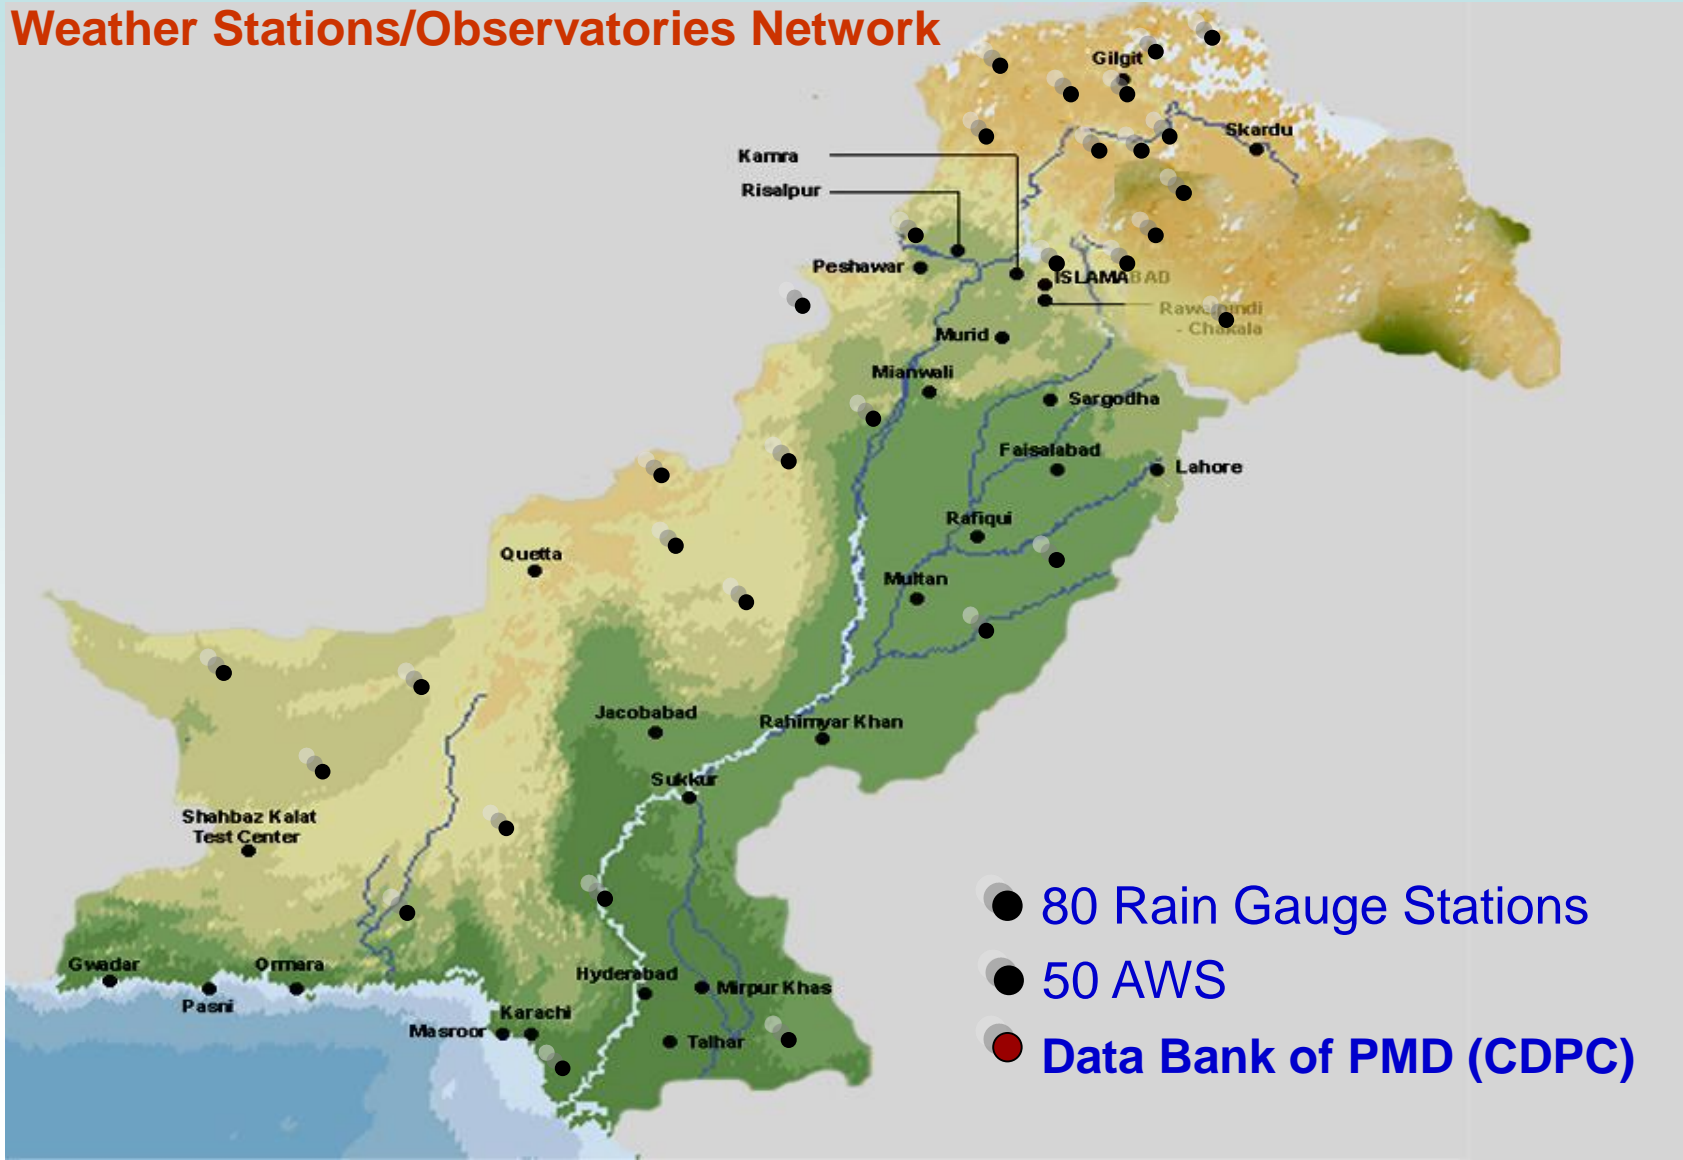 Weather Stations/Observatories Network
Gilgit
Skardu
Kamra
Risalpur
Peshawar
ISLAMABAD
Rawalpindi
- Chakala
Murid
Mianwali
Sargodha
Faisalabad
Lahore
Rafiqui
Quetta
Multan
Jacobabad
Rahimyar Khan
Sukkur
Shahbaz Kalat
Test Center
80 Rain Gauge Stations
Gwadar
Ormara
Hyderabad
50 AWS
Mirpur Khas
Pasni
Karachi
Masroor
Talhar
Data Bank of PMD (CDPC)